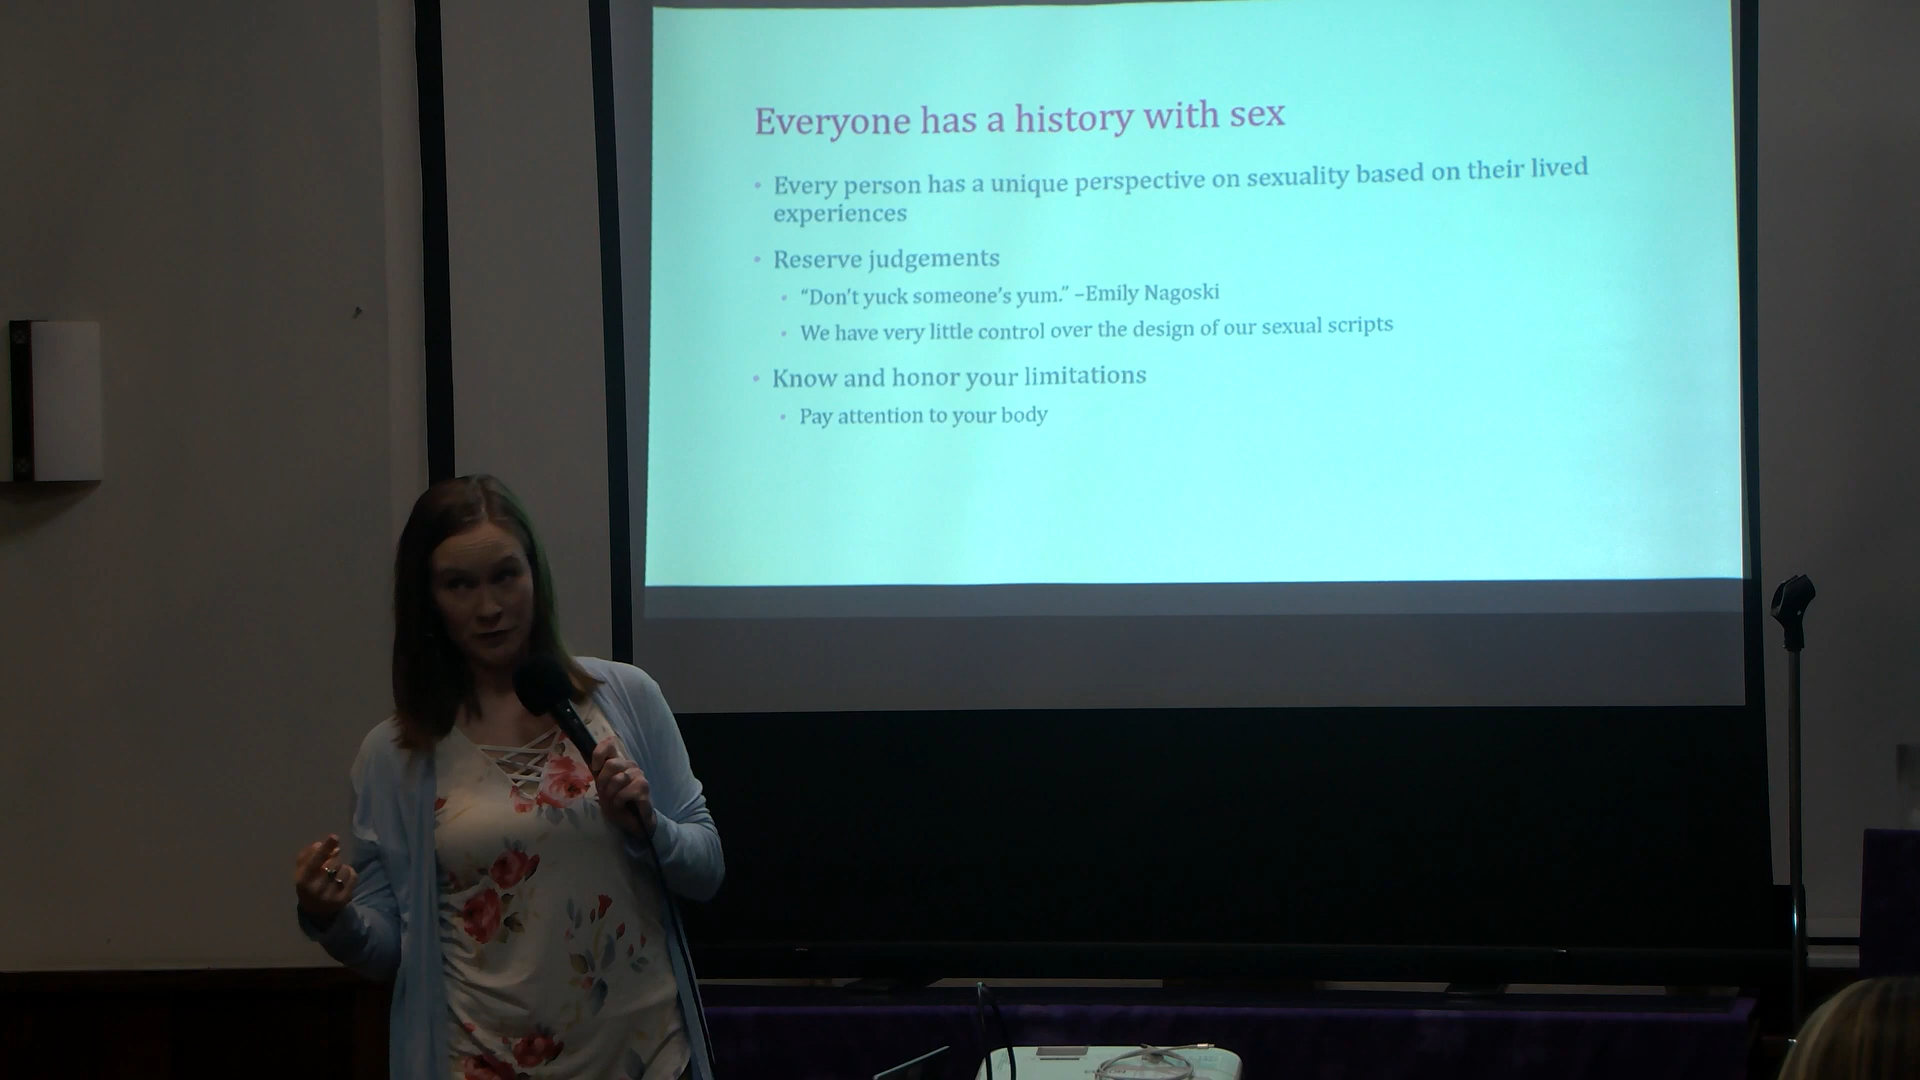 Everyone has a history with sex
• Every person has a unique perspective on sexuality based on their lived
experiences
• Reserve judgements
• “Don’t yuck someone’s yum.” –Emily Nagoski
• We have very little control over the design of our sexual scripts
• Know and honor your limitations
• Pay attention to your body